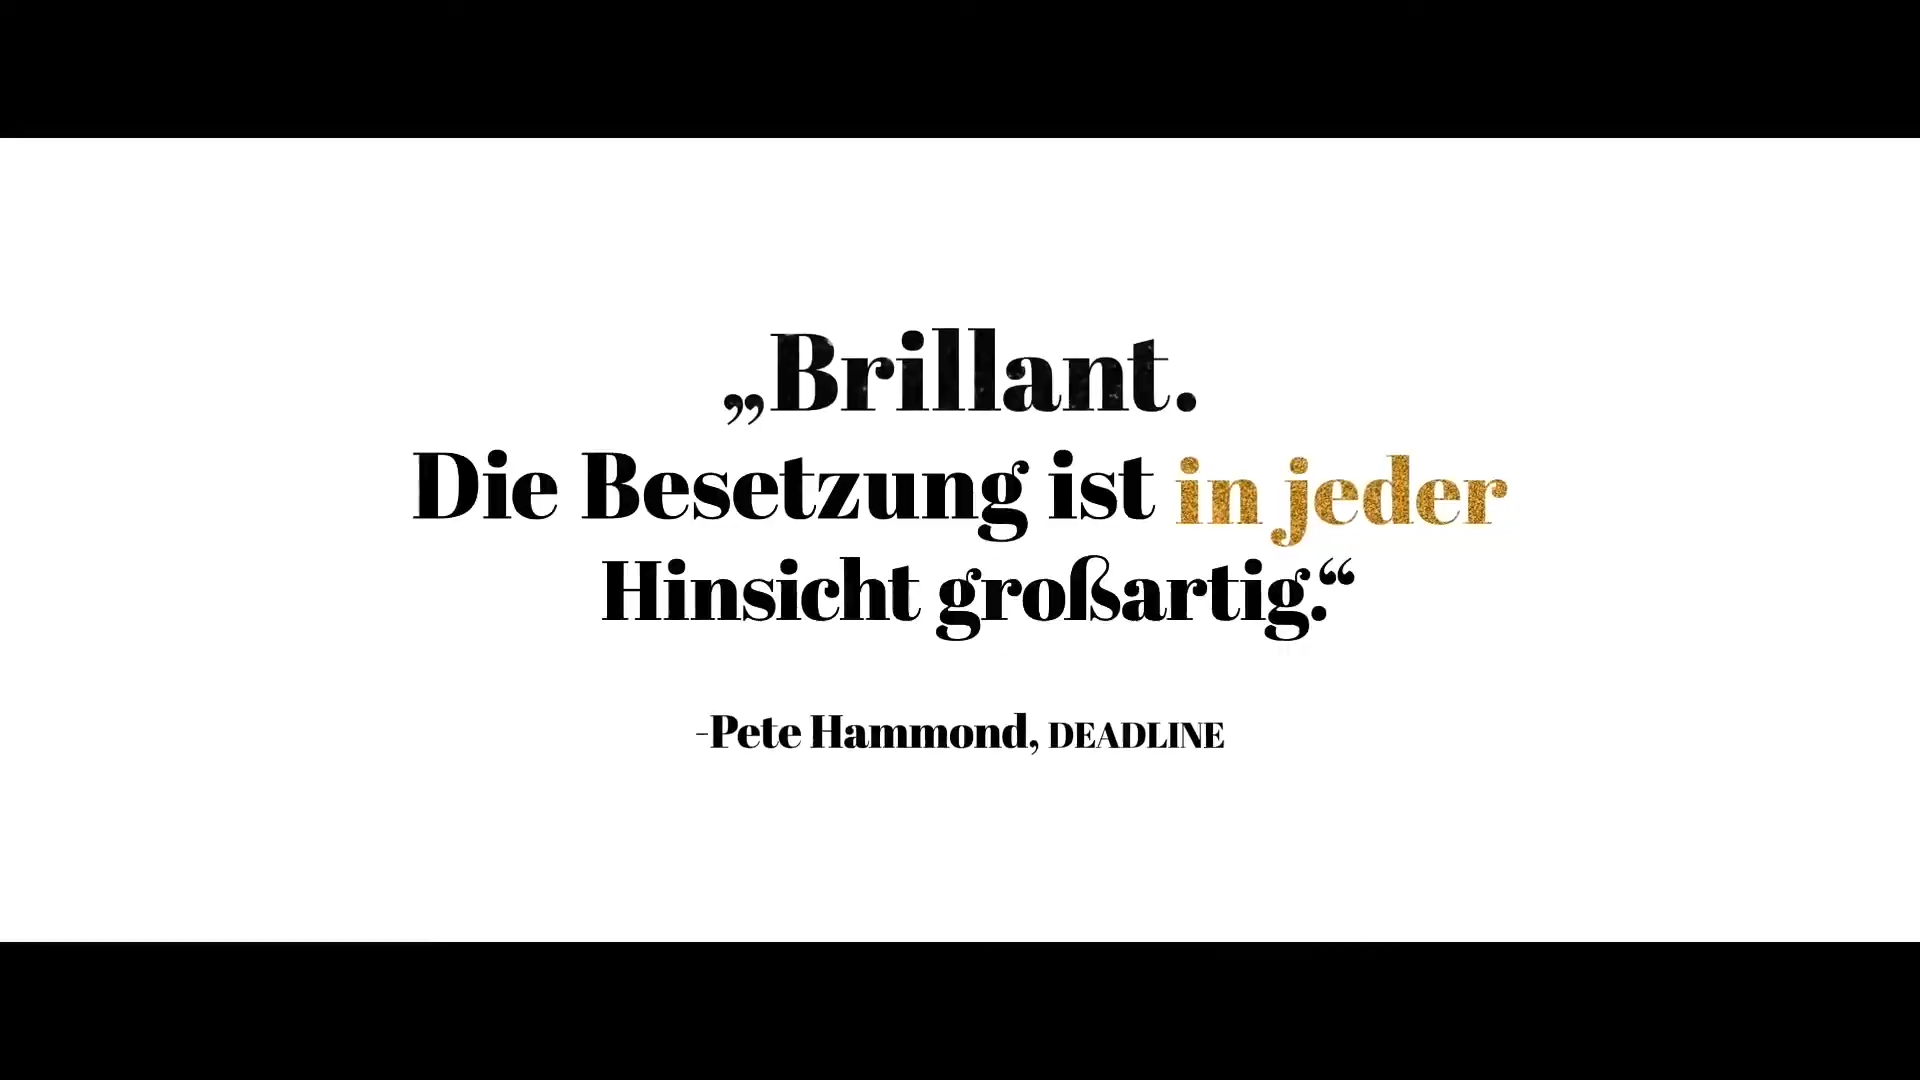 „Brillant.
Die Besetzung ist in jeder
Hinsicht großartig.“
-Pete Hammond, DEADLINE